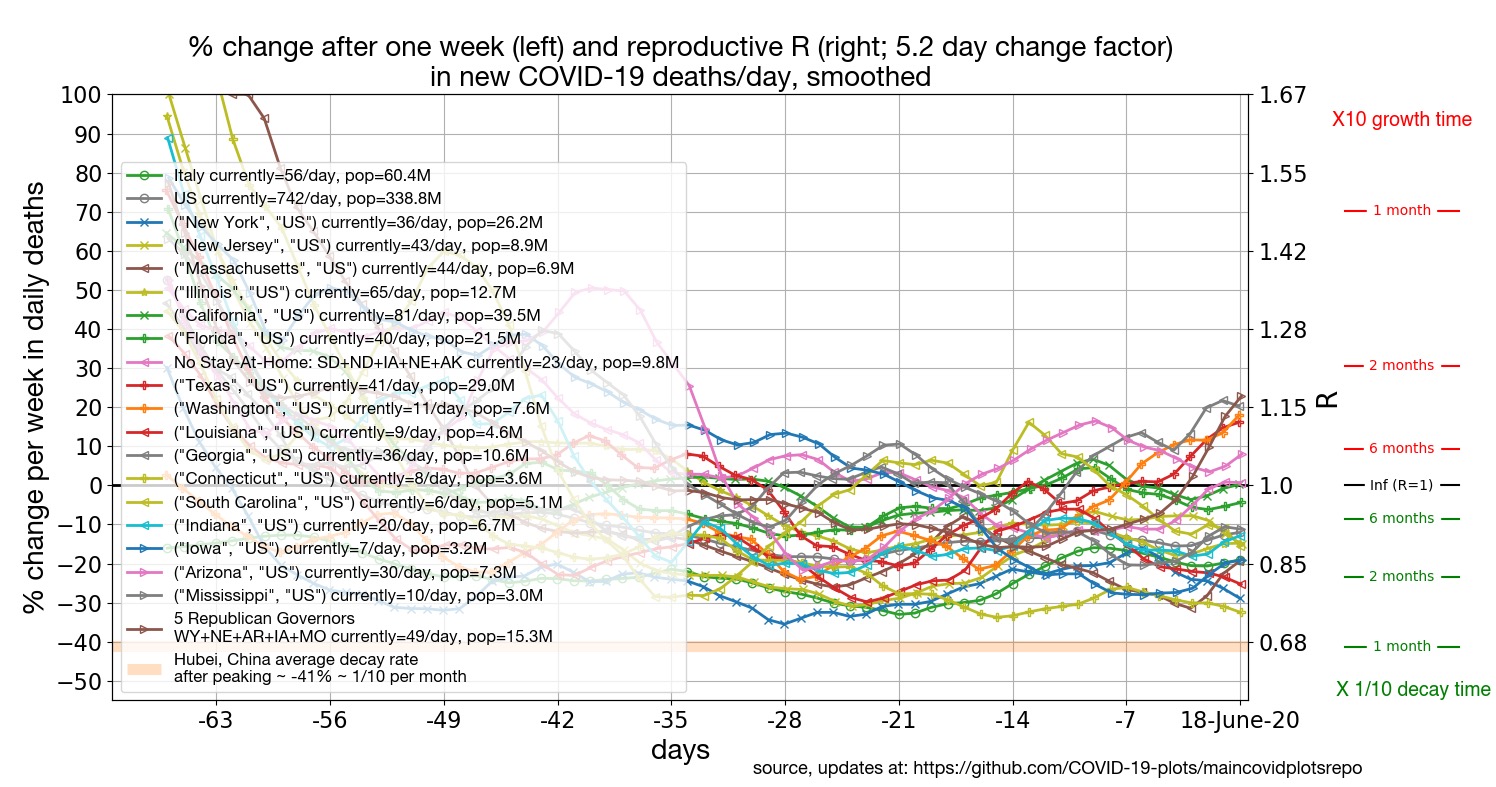 % change after one week (left) and reproductive R (right; 5.2 day change factor)
in new COVID-19 deaths/day, smoothed
% change per week in daily deaths
100
90
80
70
60
50
40
30
20
10
0
−10
−20
−30
−40
−50
Italy currently=56/day, pop=60.4M
US currently=742/day, pop=338.8M
("New York", "US") currently=36/day, pop=26.2M
("New Jersey", "US") currently=43/day, pop=8.9M
("Massachusetts", "US") currently=44/day, pop=6.9M
("Illinois", "US") currently=65/day, pop=12.7M
("California", "US") currently=81/day, pop=39.5M
("Florida", "US") currently=40/day, pop=21.5M
No Stay-At-Home: SD+ND+IA+NE+AK currently=23/day, pop=9.8M
("Texas", "US") currently=41/day, pop=29.0M
("Washington", "US") currently=11/day, pop=7.6M
("Louisiana", "US") currently=9/day, pop=4.6M
("Georgia", "US") currently=36/day, pop=10.6M
("Connecticut", "US") currently=8/day, pop=3.6M
("South Carolina", "US") currently=6/day, pop=5.1M
("Indiana", "US") currently=20/day, pop=6.7M
("Iowa", "US") currently=7/day, pop=3.2M
("Arizona", "US") currently=30/day, pop=7.3M
("Mississippi", "US") currently=10/day, pop=3.0M
5 Republican Governors
WY+NE+AR+IA+MO currently=49/day, pop=15.3M
Hubei, China average decay rate
after peaking ~ -41% ~ 1/10 per month
-63
-56
-49
-42
-35
-28
-21
-14
-7
18-June-20
days
1.67
1.55
1.42
1.28
1.15
1.0
0.85
0.68
R
X10 growth time
1 month
2 months
6 months
Inf (R=1)
6 months
2 months
1 month
X 1/10 decay time
source, updates at: https://github.com/COVID-19-plots/maincovidplotsrepo